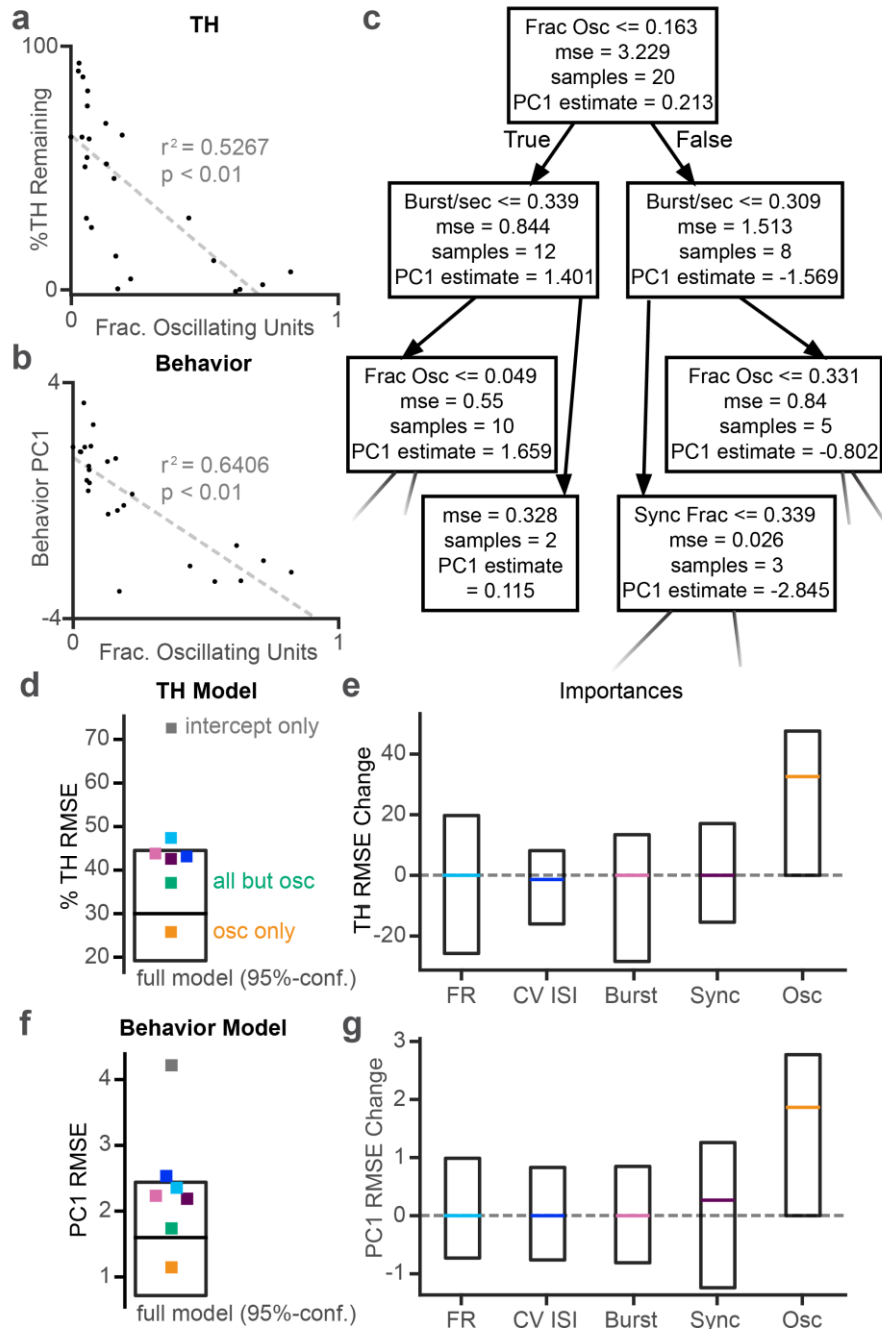 a
TH
100
%TH Remaining
r² = 0.5267
p < 0.01
0
0
Frac. Oscillating Units
1
b
Behavior
4
Behavior PC1
r² = 0.6406
p < 0.01
-4
0
Frac. Oscillating Units
1
c
Frac Osc <= 0.163
mse = 3.229
samples = 20
PC1 estimate = 0.213
True
False
Burst/sec <= 0.339
mse = 0.844
samples = 12
PC1 estimate = 1.401
Burst/sec <= 0.309
mse = 1.513
samples = 8
PC1 estimate = -1.569
Frac Osc <= 0.049
mse = 0.55
samples = 10
PC1 estimate = 1.659
Frac Osc <= 0.331
mse = 0.84
samples = 5
PC1 estimate = -0.802
mse = 0.328
samples = 2
PC1 estimate
= 0.115
Sync Frac <= 0.339
mse = 0.026
samples = 3
PC1 estimate = -2.845
d
TH Model
% TH RMSE
70
60
50
40
30
20
intercept only
all but osc
osc only
full model (95%-conf.)
e
Importances
TH RMSE Change
40
20
0
-20
FR
CV ISI
Burst
Sync
Osc
f
Behavior Model
PC1 RMSE
4
3
2
1
full model (95%-conf.)
g
PC1 RMSE Change
3
2
1
0
-1
FR
CV ISI
Burst
Sync
Osc